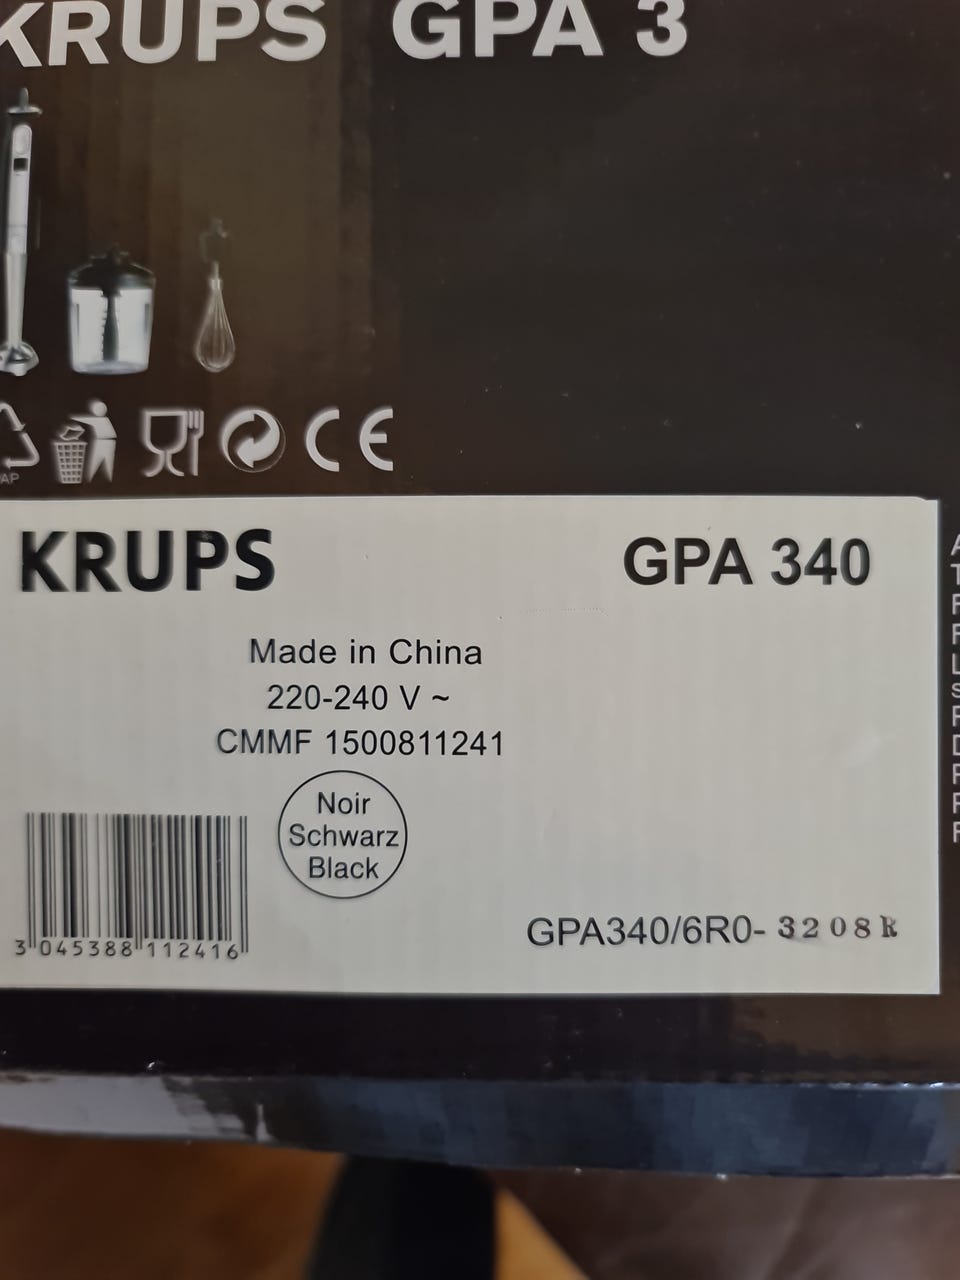 KRUPS GPA 3
KRUPS
GPA 340
Made in China
220-240 V ~
CMMF 1500811241
Noir
Schwarz
Black
3 045388 112416
GPA340/6R0- 3208R